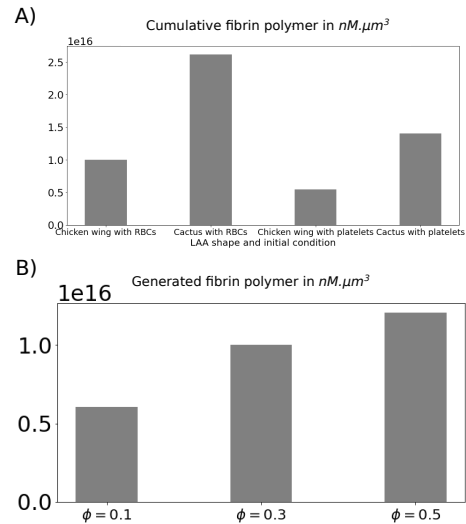 A)
Cumulative fibrin polymer in nM.μm³
1e16
2.5
2.0
1.5
1.0
0.5
0.0
Chicken wing with RBCs Cactus with RBCs Chicken wing with platelets Cactus with platelets
LAA shape and initial condition
B)
Generated fibrin polymer in nM.μm³
1e16
1.0
0.5
0.0
ϕ = 0.1 ϕ = 0.3 ϕ = 0.5